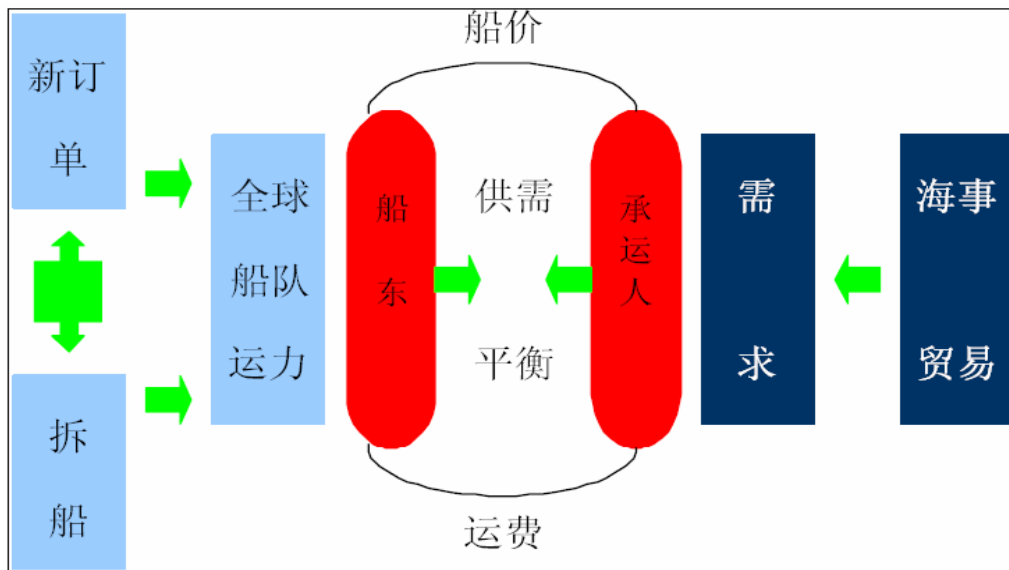 船价
新订
单
全球
船队
运力
船
东
供需
平衡
承
运
人
需
求
海事
贸易
拆
船
运费